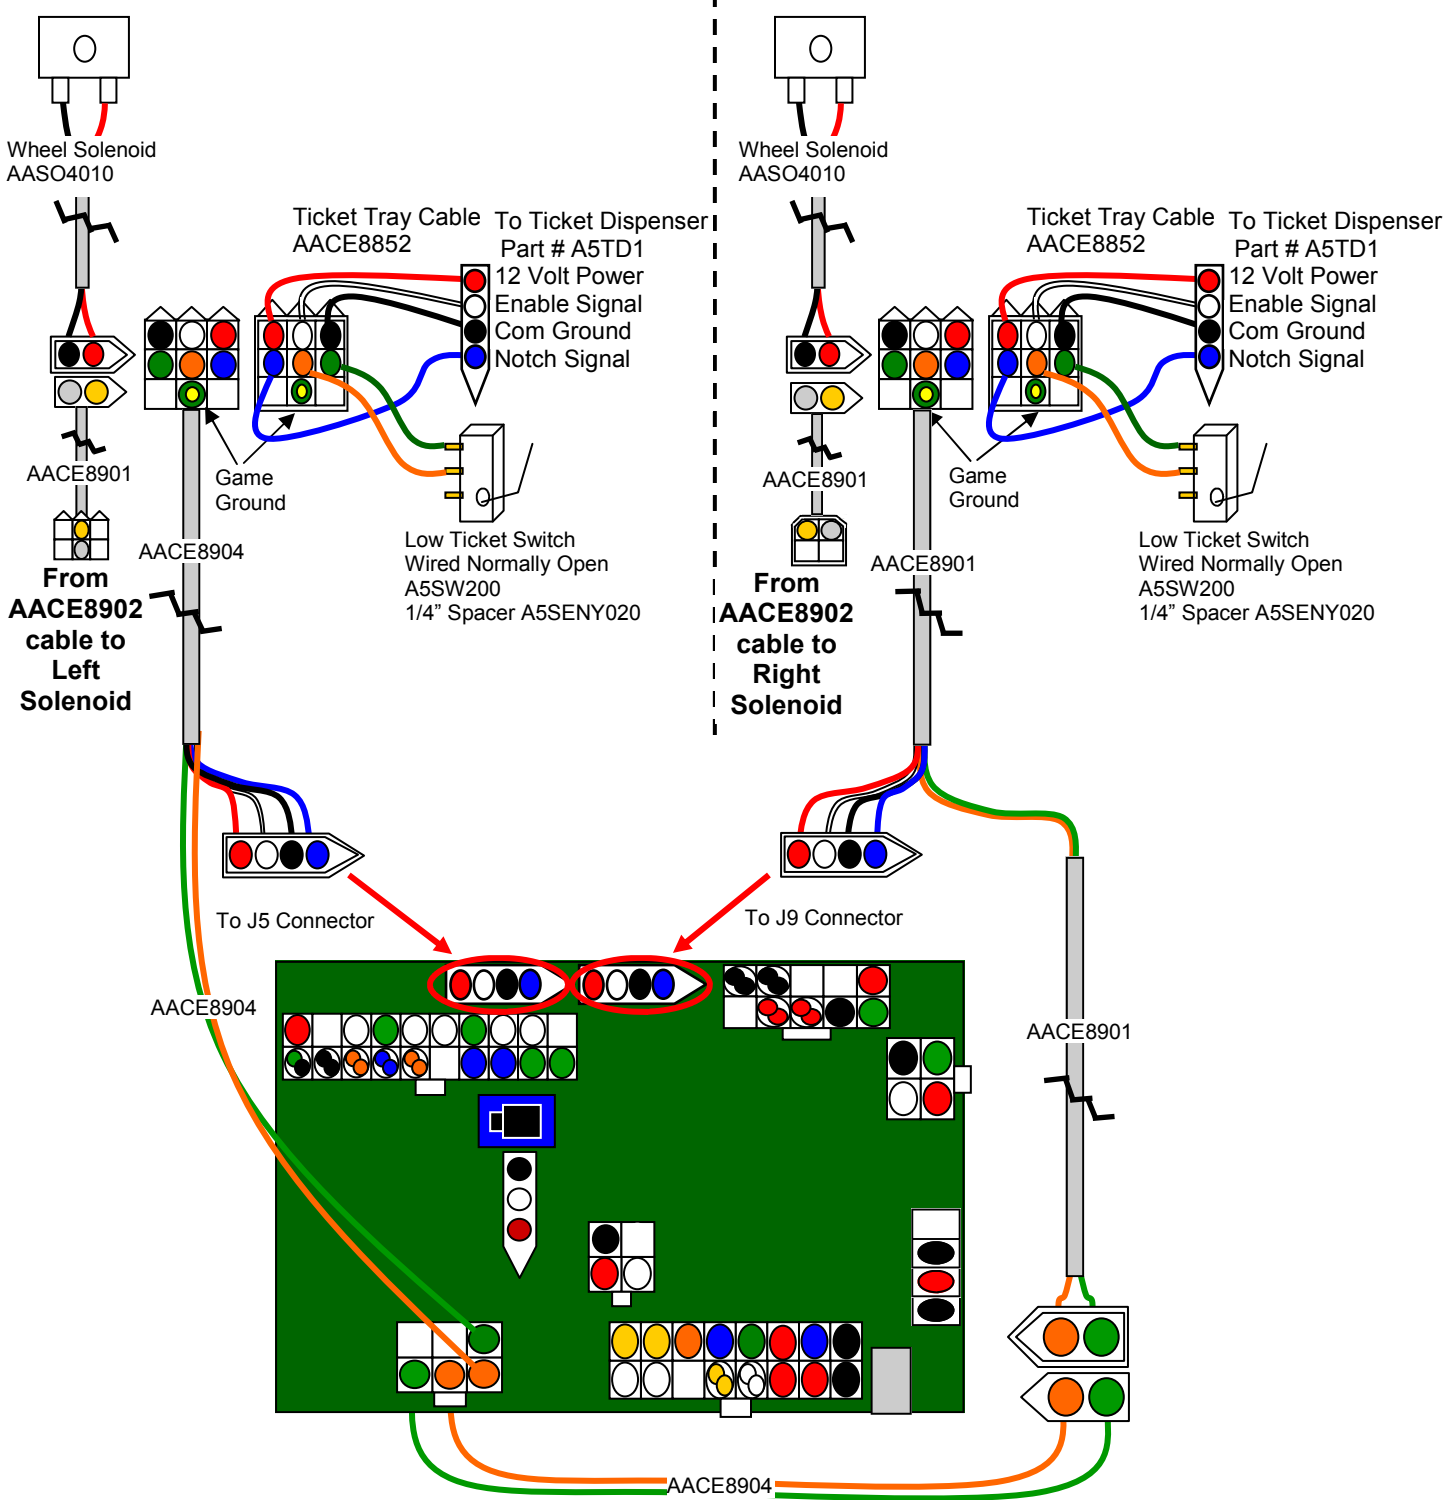 Wheel Solenoid
AASO4010
Ticket Tray Cable
AACE8852
To Ticket Dispenser
Part # A5TD1
12 Volt Power
Enable Signal
Com Ground
Notch Signal
AACE8901
Game
Ground
AACE8904
Low Ticket Switch
Wired Normally Open
A5SW200
1/4” Spacer A5SENY020
From
AACE8902
cable to
Left
Solenoid
Wheel Solenoid
AASO4010
Ticket Tray Cable
AACE8852
To Ticket Dispenser
Part # A5TD1
12 Volt Power
Enable Signal
Com Ground
Notch Signal
AACE8901
Game
Ground
AACE8901
Low Ticket Switch
Wired Normally Open
A5SW200
1/4” Spacer A5SENY020
From
AACE8902
cable to
Right
Solenoid
To J5 Connector
To J9 Connector
AACE8904
AACE8901
AACE8904